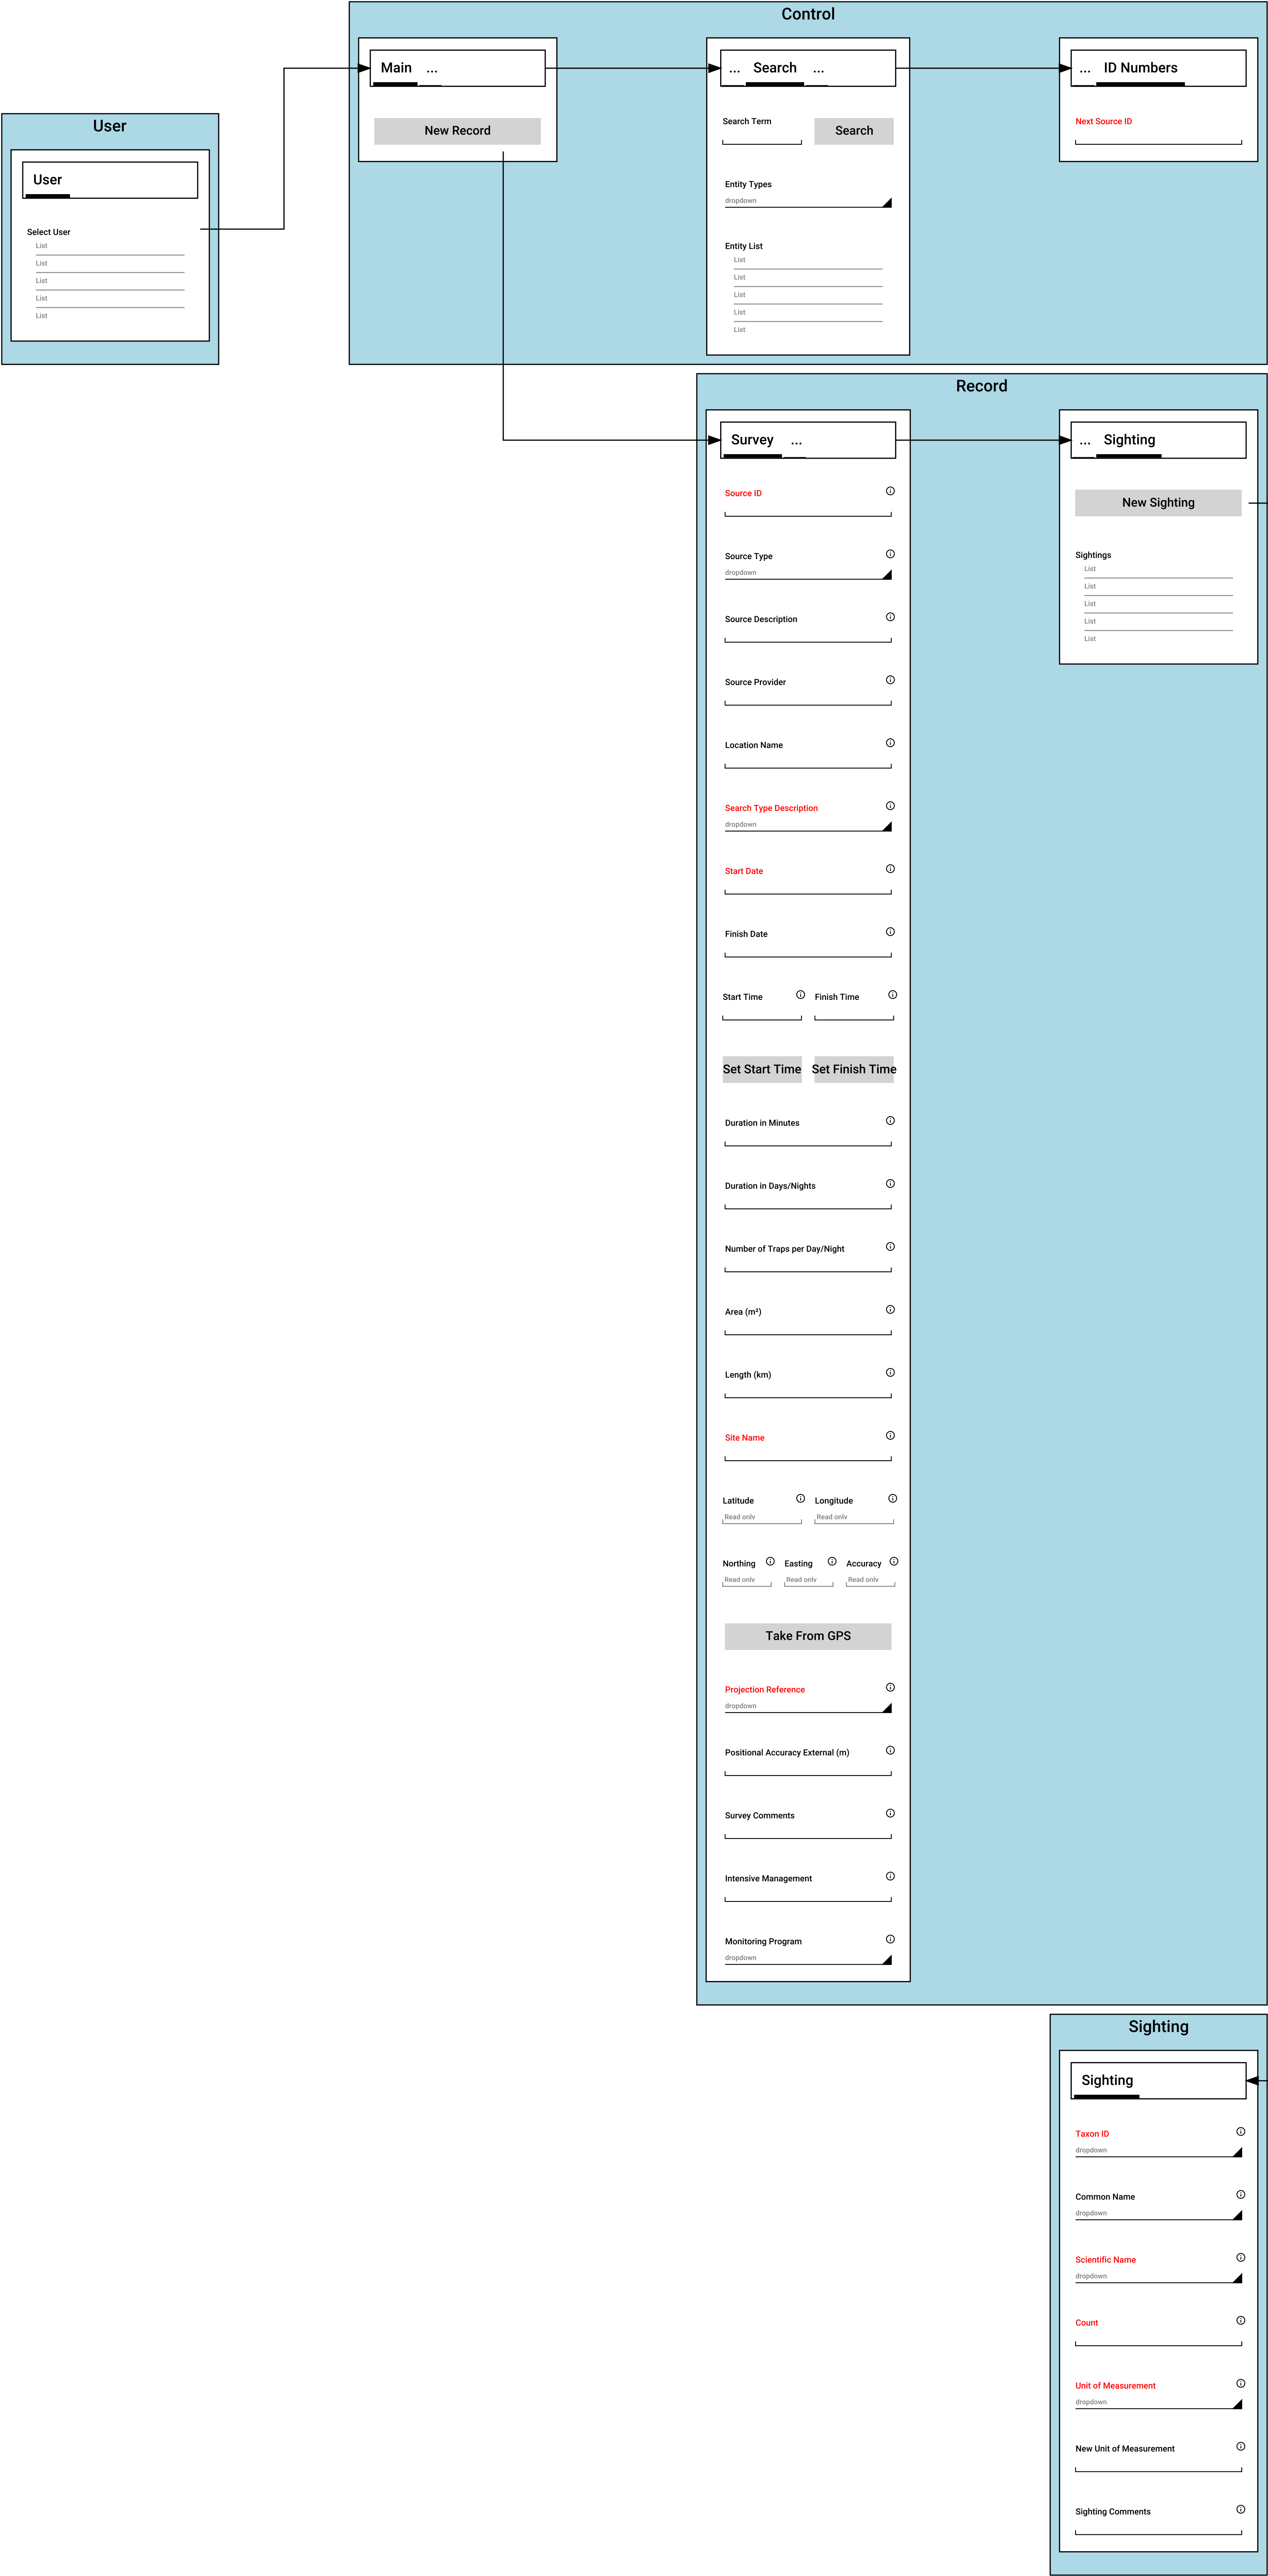 User
User
Select User
List
List
List
List
List
Control
Main ...
New Record
... Search ...
Search Term
Search
Entity Types
dropdown
Entity List
List
List
List
List
List
... ID Numbers
Next Source ID
Record
Survey ...
Source ID
Source Type
dropdown
Source Description
Source Provider
Location Name
Search Type Description
dropdown
Start Date
Finish Date
Start Time Finish Time
Set Start Time Set Finish Time
Duration in Minutes
Duration in Days/Nights
Number of Traps per Day/Night
Area (m²)
Length (km)
Site Name
Latitude Longitude
Read only Read only
Northing Easting Accuracy
Read only Read only Read only
Take From GPS
Projection Reference
dropdown
Positional Accuracy External (m)
Survey Comments
Intensive Management
Monitoring Program
dropdown
... Sighting
New Sighting
Sightings
List
List
List
List
List
Sighting
Sighting
Taxon ID
dropdown
Common Name
dropdown
Scientific Name
dropdown
Count
Unit of Measurement
dropdown
New Unit of Measurement
Sighting Comments